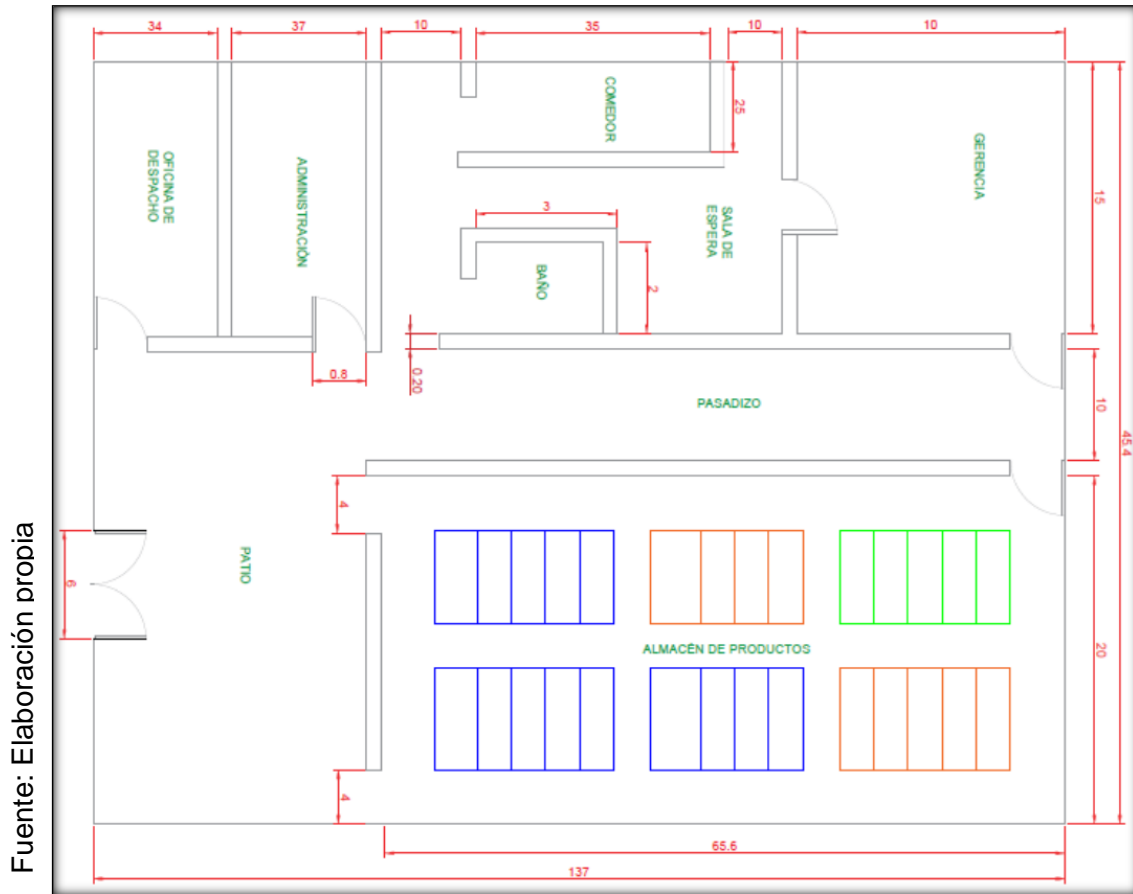 34
37
10
35
10
10
COMEDOR
25
GERENCIA
OFICINA DE
DESPACHO
ADMINISTRACIÓN
15
3
SALA DE
ESPERA
BAÑO
2
0.8
0.20
PASADIZO
10
45.4
4
6
PATIO
ALMACÉN DE PRODUCTOS
20
4
65.6
137
Fuente: Elaboración propia